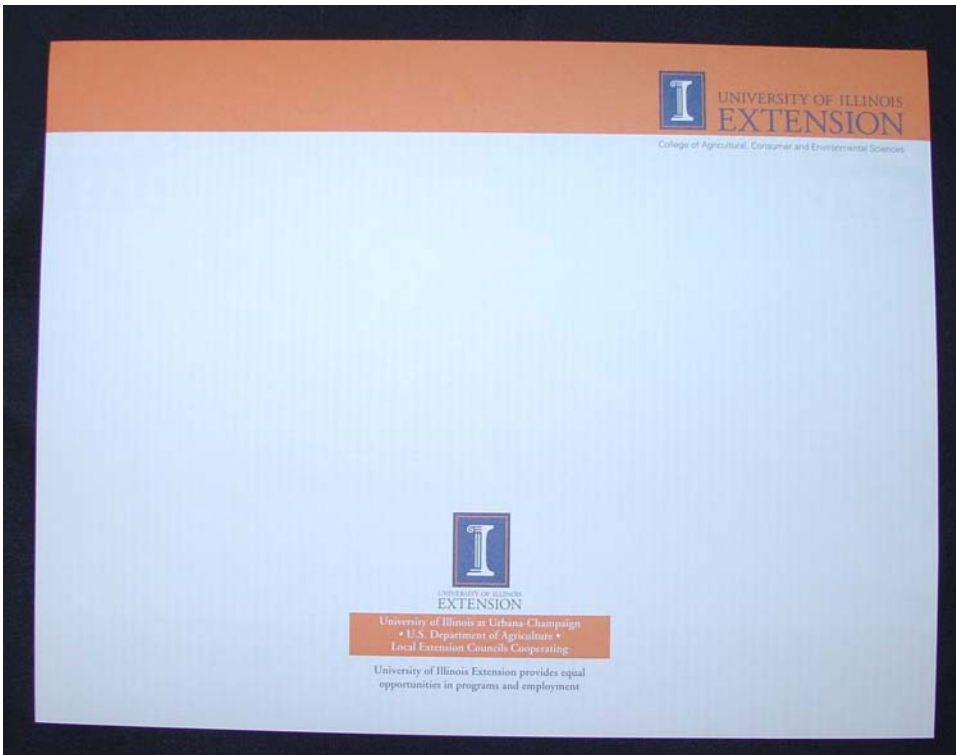 UNIVERSITY OF ILLINOIS
EXTENSION
College of Agricultural, Consumer and Environmental Sciences
UNIVERSITY OF ILLINOIS
EXTENSION
University of Illinois at Urbana-Champaign
• U.S. Department of Agriculture •
Local Extension Councils Cooperating
University of Illinois Extension provides equal
opportunities in programs and employment